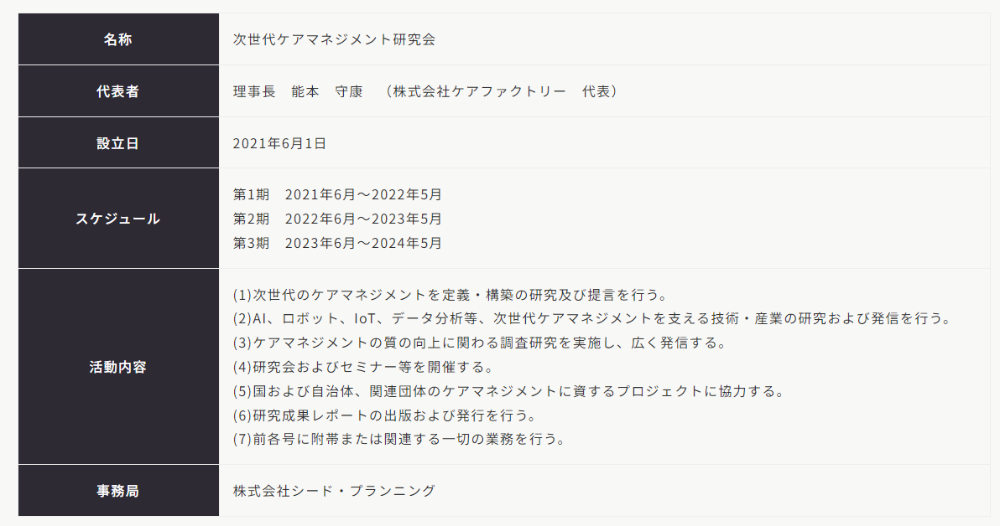 名称
次世代ケアマネジメント研究会
代表者
理事長　能本　守康　（株式会社ケアファクトリー　代表）
設立日
2021年6月1日
スケジュール
第1期　2021年6月〜2022年5月
第2期　2022年6月〜2023年5月
第3期　2023年6月〜2024年5月
活動内容
(1)次世代のケアマネジメントを定義・構築の研究及び提言を行う。
(2)AI、ロボット、IoT、データ分析等、次世代ケアマネジメントを支える技術・産業の研究および発信を行う。
(3)ケアマネジメントの質の向上に関わる調査研究を実施し、広く発信する。
(4)研究会およびセミナー等を開催する。
(5)国および自治体、関連団体のケアマネジメントに資するプロジェクトに協力する。
(6)研究成果レポートの出版および発行を行う。
(7)前各号に附帯または関連する一切の業務を行う。
事務局
株式会社シード・プランニング